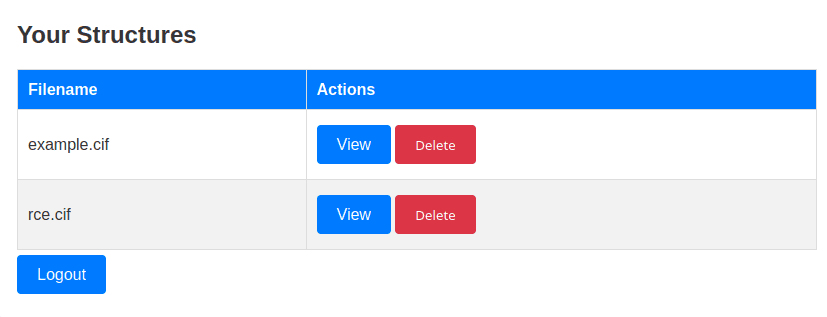 Your Structures
Filename Actions
example.cif View Delete
rce.cif View Delete
Logout